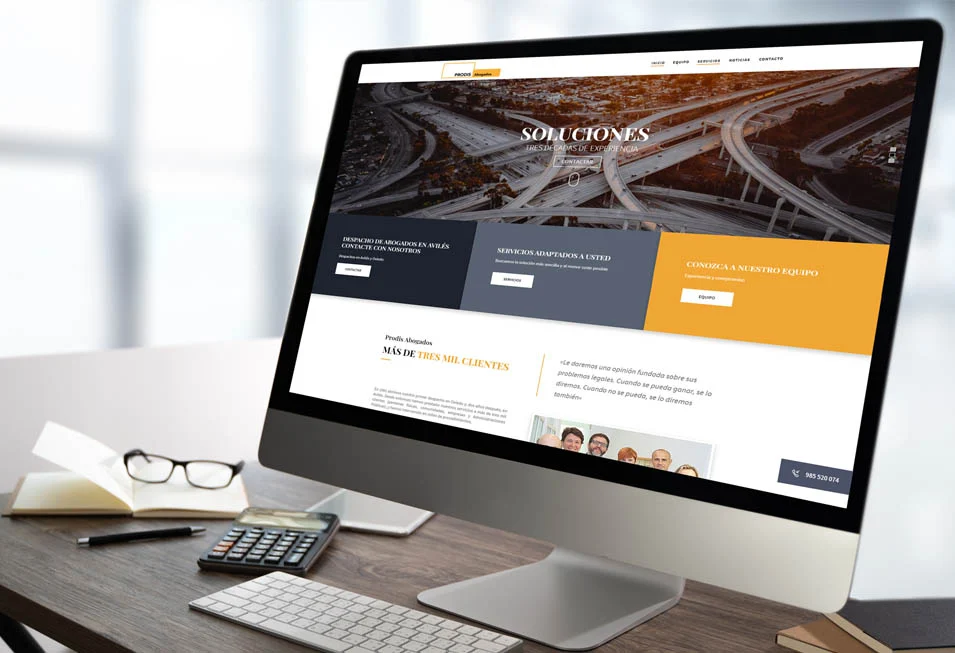 PRODIS Abogados
INICIO EQUIPO SERVICIOS NOTICIAS CONTACTO
SOLUCIONES
TRES DECADAS DE EXPERIENCIA
CONTACTAR
DESPACHO DE ABOGADOS EN AVILÉS
CONTACTE CON NOSOTROS
Despachos en Avilés y Oviedo
CONTACTAR
SERVICIOS ADAPTADOS A USTED
Buscamos la solución más sencilla y al menor coste posible
SERVICIOS
CONOZCA A NUESTRO EQUIPO
Experiencia y compromiso
EQUIPO
Prodis Abogados
MÁS DE TRES MIL CLIENTES
«Le daremos una opinión fundada sobre sus
problemas legales. Cuando se pueda ganar, se lo
diremos. Cuando no se pueda, se lo diremos
también»
985 520 074